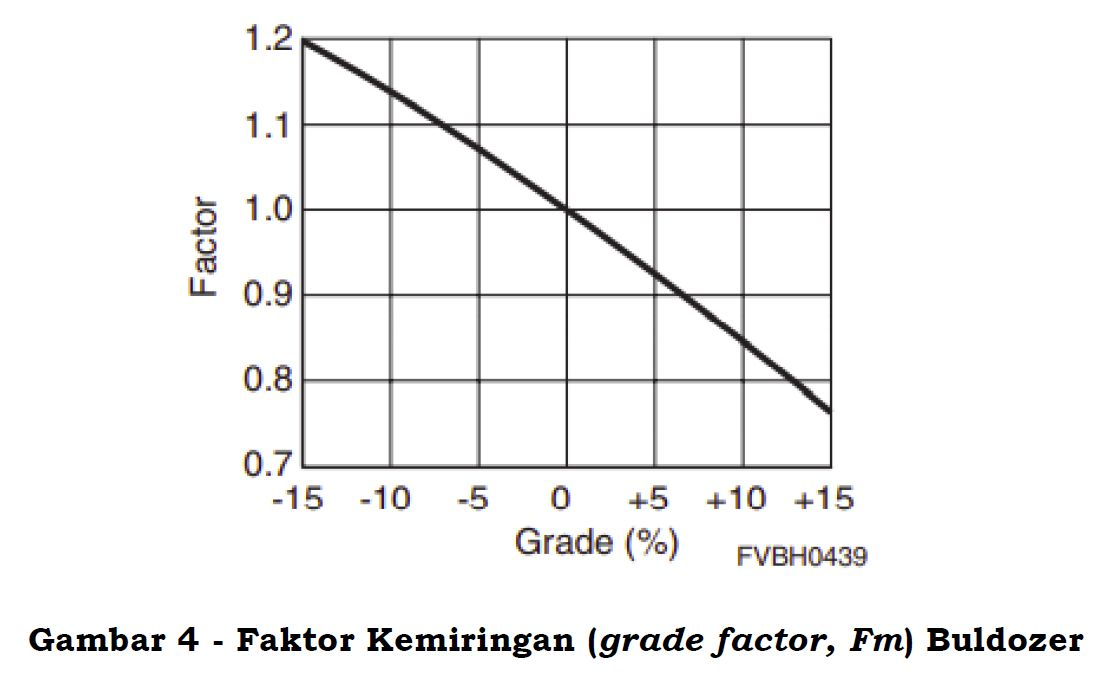 1.2
1.1
1.0
0.9
0.8
0.7
Factor
-15 -10 -5 0 +5 +10 +15
Grade (%)
FVBH0439
Gambar 4 - Faktor Kemiringan (grade factor, Fm) Buldozer